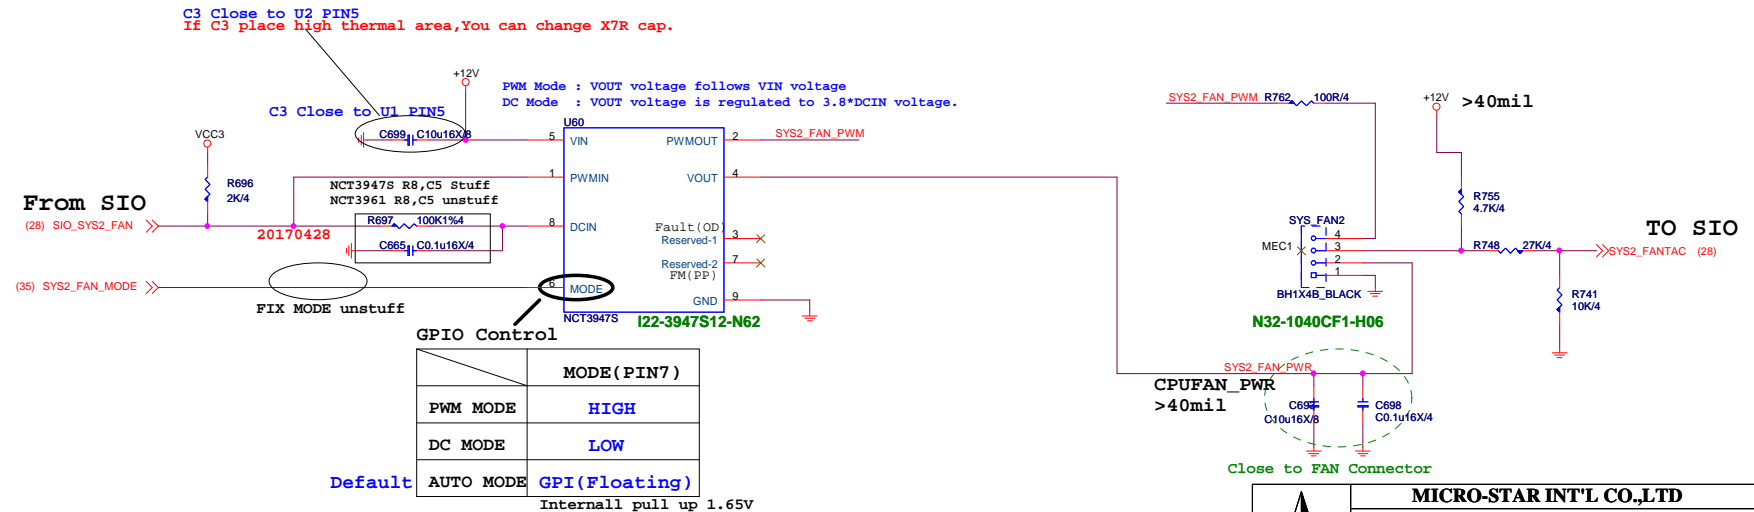 C3 Close to U2 PIN5
If C3 place high thermal area,You can change X7R cap.
+12V
PWM Mode : VOUT voltage follows VIN voltage
DC Mode : VOUT voltage is regulated to 3.8*DCIN voltage.
C3 Close to U1 PIN5
C699 C10u16X/8
VCC3
R696
2K/4
From SIO
(28) SIO_SYS2_FAN
20170428
NCT3947S R8,C5 Stuff
NCT3961 R8,C5 unstuff
R697 100K1%4
C665 C0.1u16X/4
(35) SYS2_FAN_MODE
FIX MODE unstuff
U60
5 VIN
1 PWMIN
8 DCIN
6 MODE
PWMOUT 2
VOUT 4
Fault(OD)
Reserved-1 3
Reserved-2 7
FM(PP)
GND 9
NCT3947S
I22-3947S12-N62
SYS2_FAN_PWM
GPIO Control
MODE(PIN7)
PWM MODE HIGH
DC MODE LOW
Default AUTO MODE GPI(Floating)
Internall pull up 1.65V
SYS2_FAN_PWM R762 100R/4
+12V >40mil
R755
4.7K/4
SYS_FAN2
MEC1
4
3
2
1
BH1X4B_BLACK
N32-1040CF1-H06
R748 27K/4
TO SIO
SYS2_FANTAC (28)
R741
10K/4
SYS2_FAN_PWR
CPUFAN_PWR
>40mil
C10u16X/8
C698
C0.1u16X/4
Close to FAN Connector
MICRO-STAR INT'L CO.,LTD